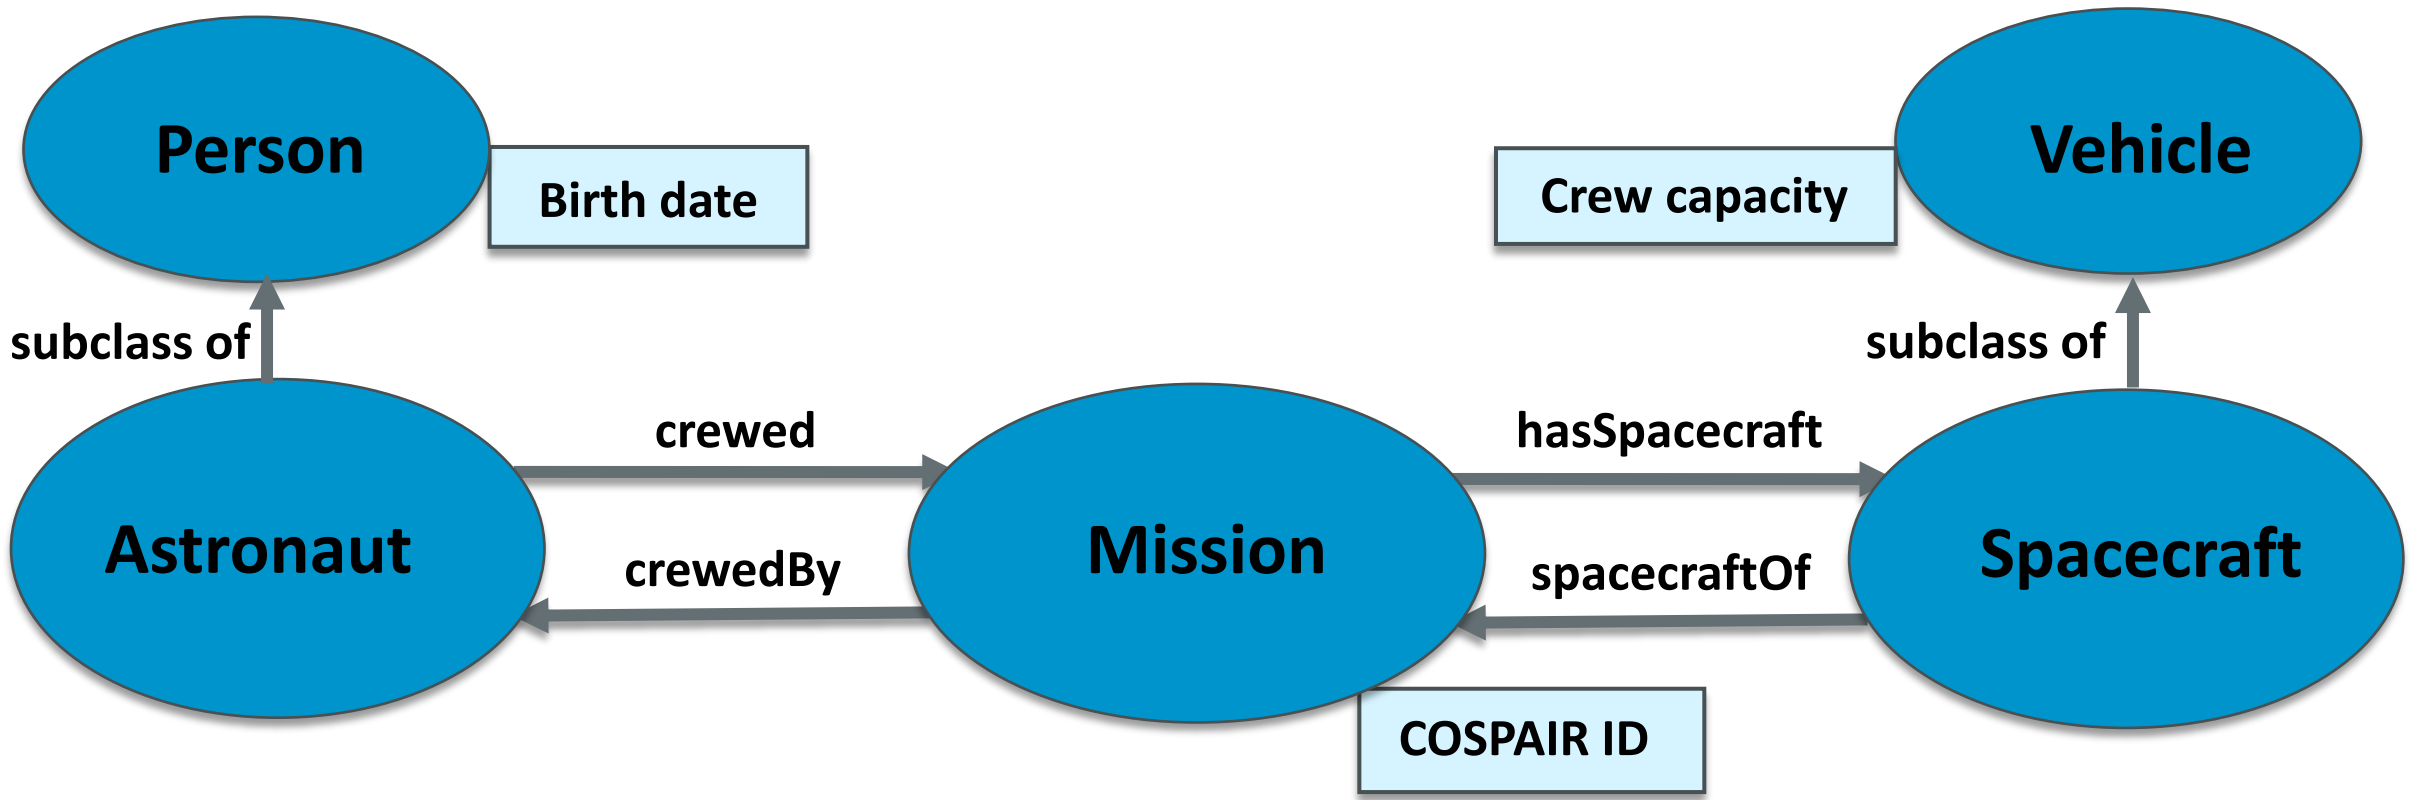 Person
Birth date
Crew capacity
Vehicle
subclass of
subclass of
crewed
hasSpacecraft
Astronaut
Mission
Spacecraft
crewedBy
spacecraftOf
COSPAIR ID